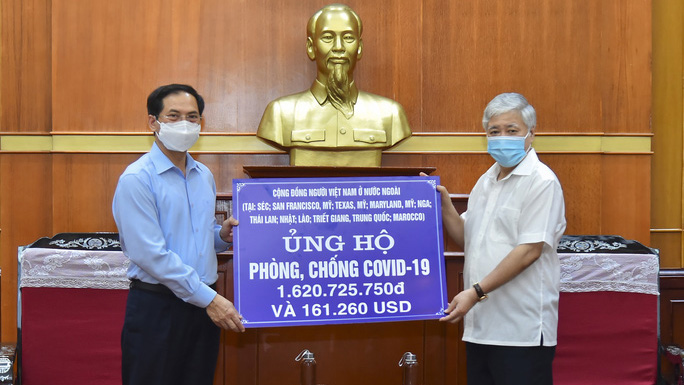 CỘNG ĐỒNG NGƯỜI VIỆT NAM Ở NƯỚC NGOÀI
(TẠI: SÉC; SAN FRANCISCO, MỸ; TEXAS, MỸ; MARYLAND, MỸ; NGA;
THÁI LAN; NHẬT; LÀO; TRIẾT GIANG, TRUNG QUỐC; MAROCCO)
ỦNG HỘ
PHÒNG, CHỐNG COVID-19
1.620.725.750đ
VÀ 161.260 USD